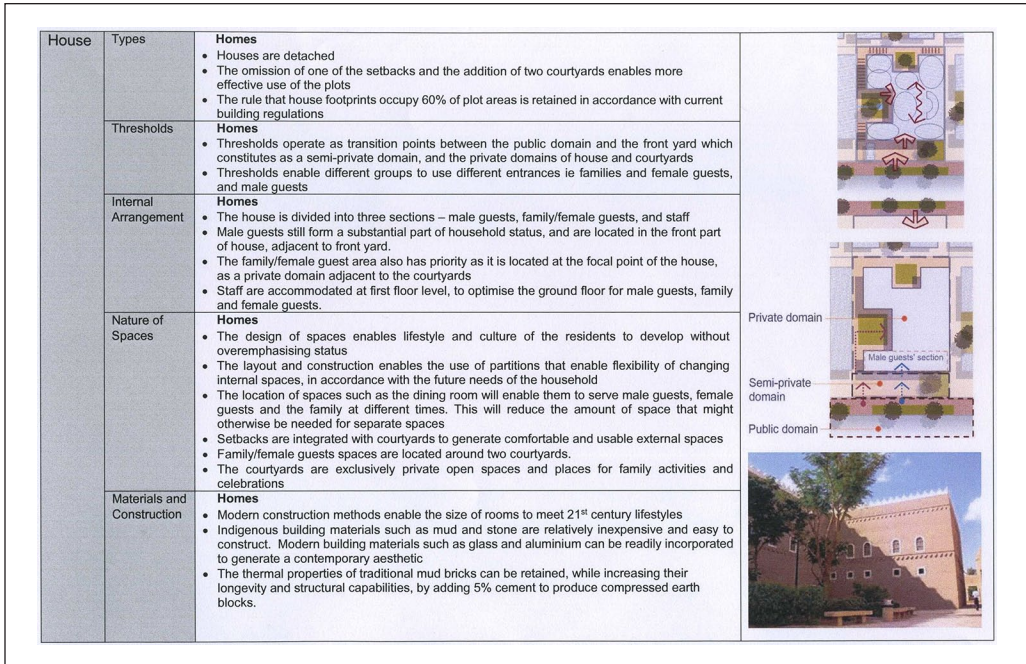 House
Types
Homes
• Houses are detached
• The omission of one of the setbacks and the addition of two courtyards enables more
effective use of the plots
• The rule that house footprints occupy 60% of plot areas is retained in accordance with current
building regulations
Thresholds
Homes
• Thresholds operate as transition points between the public domain and the front yard which
constitutes as a semi-private domain, and the private domains of house and courtyards
• Thresholds enable different groups to use different entrances ie families and female guests,
and male guests
Internal
Arrangement
Homes
• The house is divided into three sections – male guests, family/female guests, and staff
• Male guests still form a substantial part of household status, and are located in the front part
of house, adjacent to front yard.
• The family/female guest area also has priority as it is located at the focal point of the house,
as a private domain adjacent to the courtyards
• Staff are accommodated at first floor level, to optimise the ground floor for male guests, family
and female guests.
Nature of
Spaces
Homes
• The design of spaces enables lifestyle and culture of the residents to develop without
overemphasising status
• The layout and construction enables the use of partitions that enable flexibility of changing
internal spaces, in accordance with the future needs of the household
• The location of spaces such as the dining room will enable them to serve male guests, female
guests and the family at different times. This will reduce the amount of space that might
otherwise be needed for separate spaces
• Setbacks are integrated with courtyards to generate comfortable and usable external spaces
• Family/female guests spaces are located around two courtyards.
• The courtyards are exclusively private open spaces and places for family activities and
celebrations
Materials and
Construction
Homes
• Modern construction methods enable the size of rooms to meet 21st century lifestyles
• Indigenous building materials such as mud and stone are relatively inexpensive and easy to
construct. Modern building materials such as glass and aluminium can be readily incorporated
to generate a contemporary aesthetic
• The thermal properties of traditional mud bricks can be retained, while increasing their
longevity and structural capabilities, by adding 5% cement to produce compressed earth
blocks.
Private domain
Male guests' section
Semi-private
domain
Public domain